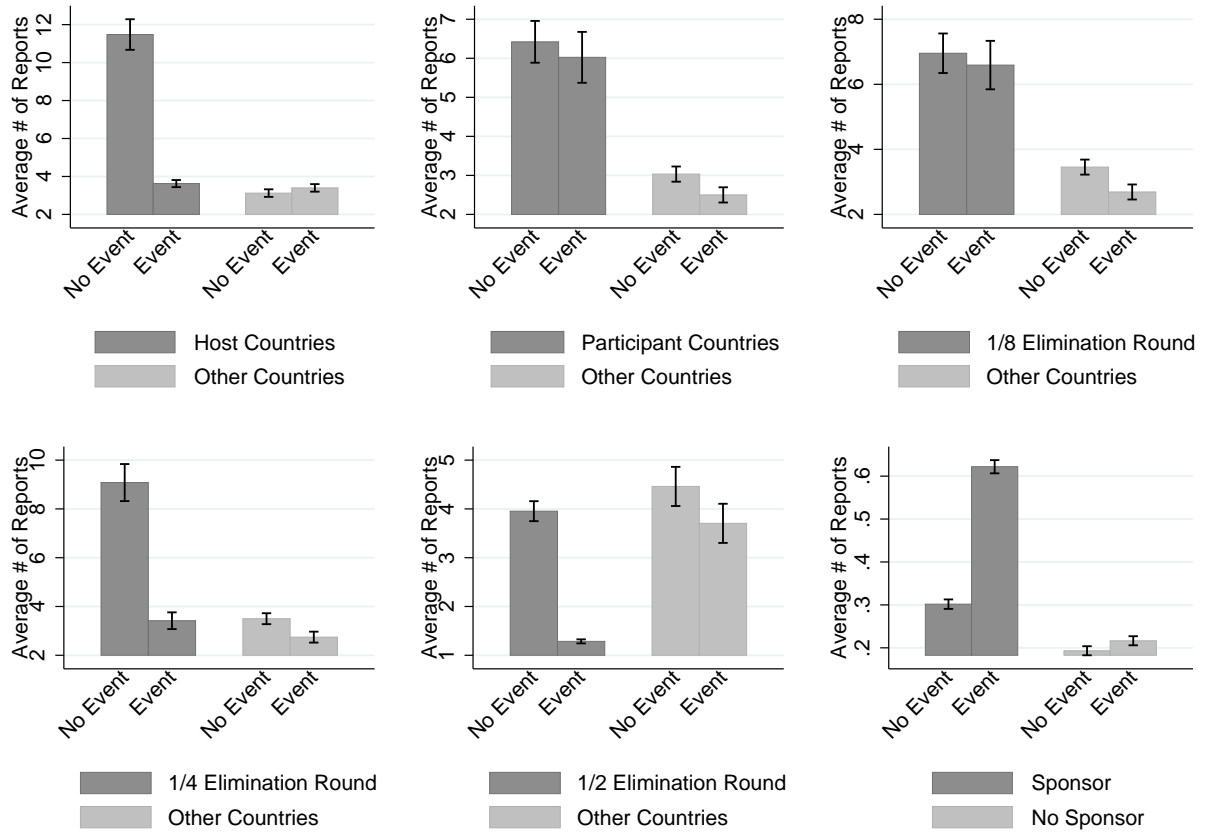 Average # of Reports
2 4 6 8 10 12
No Event Event No Event Event
Host Countries
Other Countries
Average # of Reports
2 3 4 5 6 7
No Event Event No Event Event
Participant Countries
Other Countries
Average # of Reports
2 4 6 8
No Event Event No Event Event
1/8 Elimination Round
Other Countries
Average # of Reports
2 4 6 8 10
No Event Event No Event Event
1/4 Elimination Round
Other Countries
Average # of Reports
1 2 3 4 5
No Event Event No Event Event
1/2 Elimination Round
Other Countries
Average # of Reports
.2 .3 .4 .5 .6
No Event Event No Event Event
Sponsor
No Sponsor